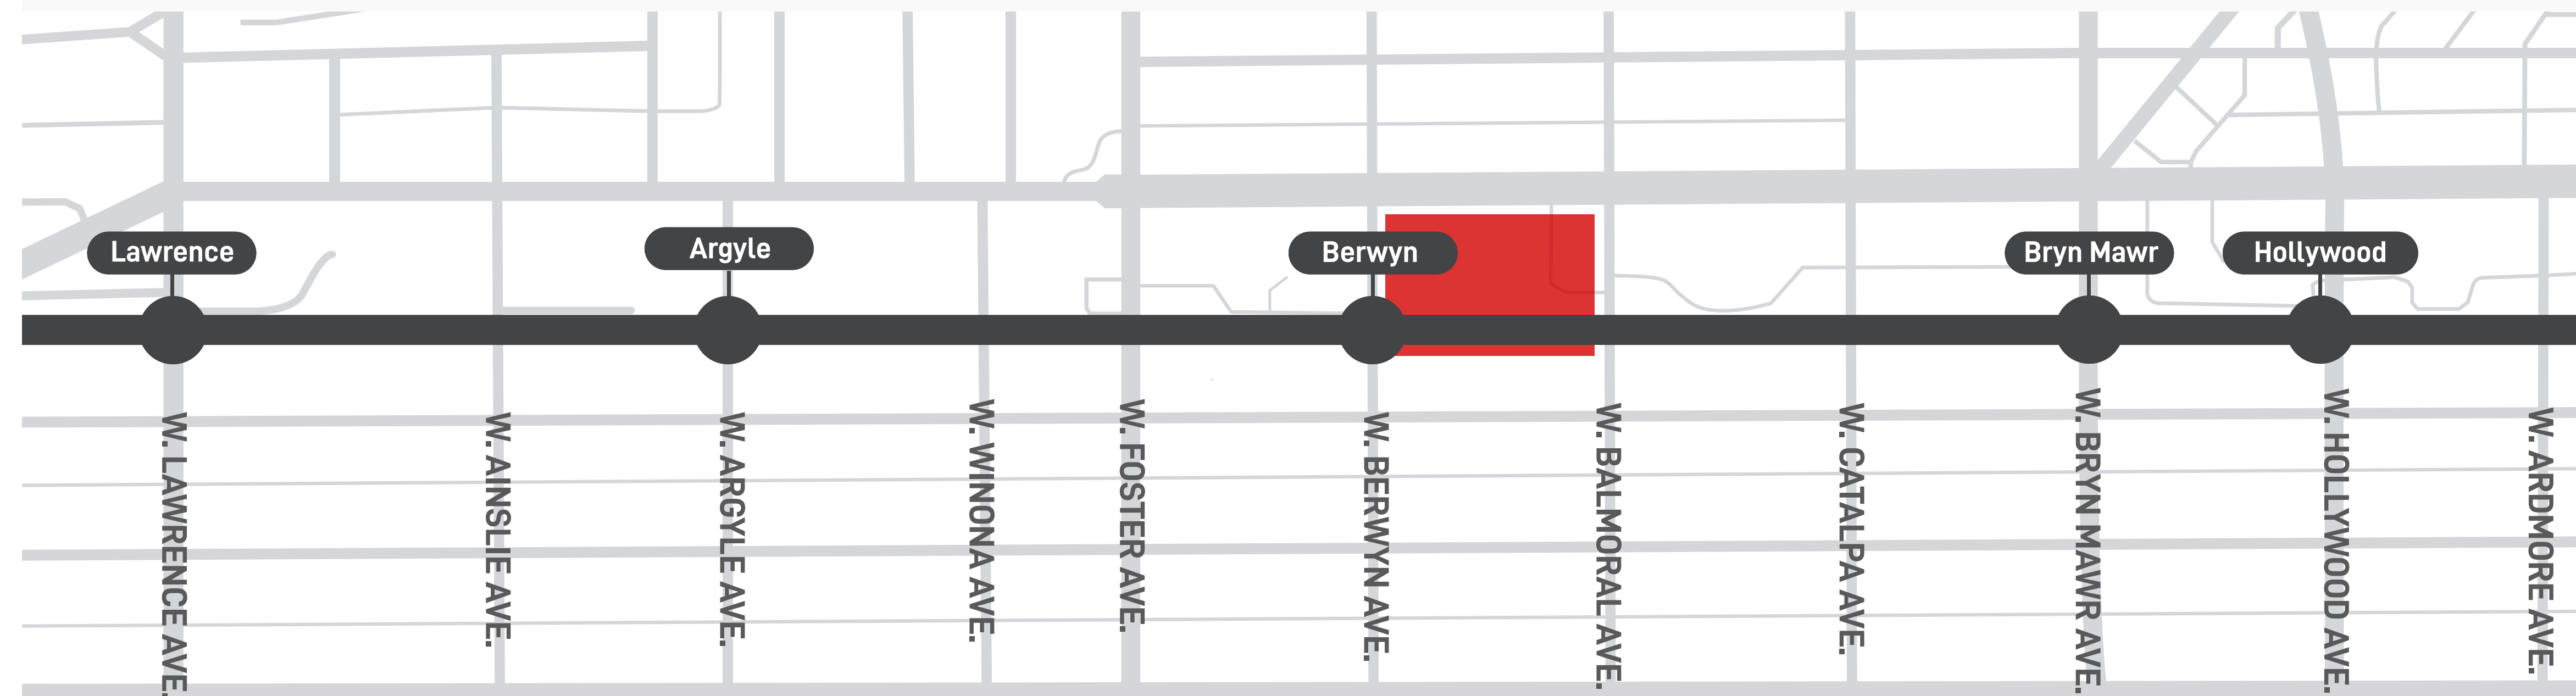 Lawrence
Argyle
Berwyn
Bryn Mawr
Hollywood
W. LAWRENCE AVE.
W. AINSLIE AVE.
W. ARGYLE AVE.
W. WINONA AVE.
W. FOSTER AVE.
W. BERWYN AVE.
W. BALMORAL AVE.
W. CATALPA AVE.
W. BRYN MAWR AVE.
W. HOLLYWOOD AVE.
W. ARDMORE AVE.